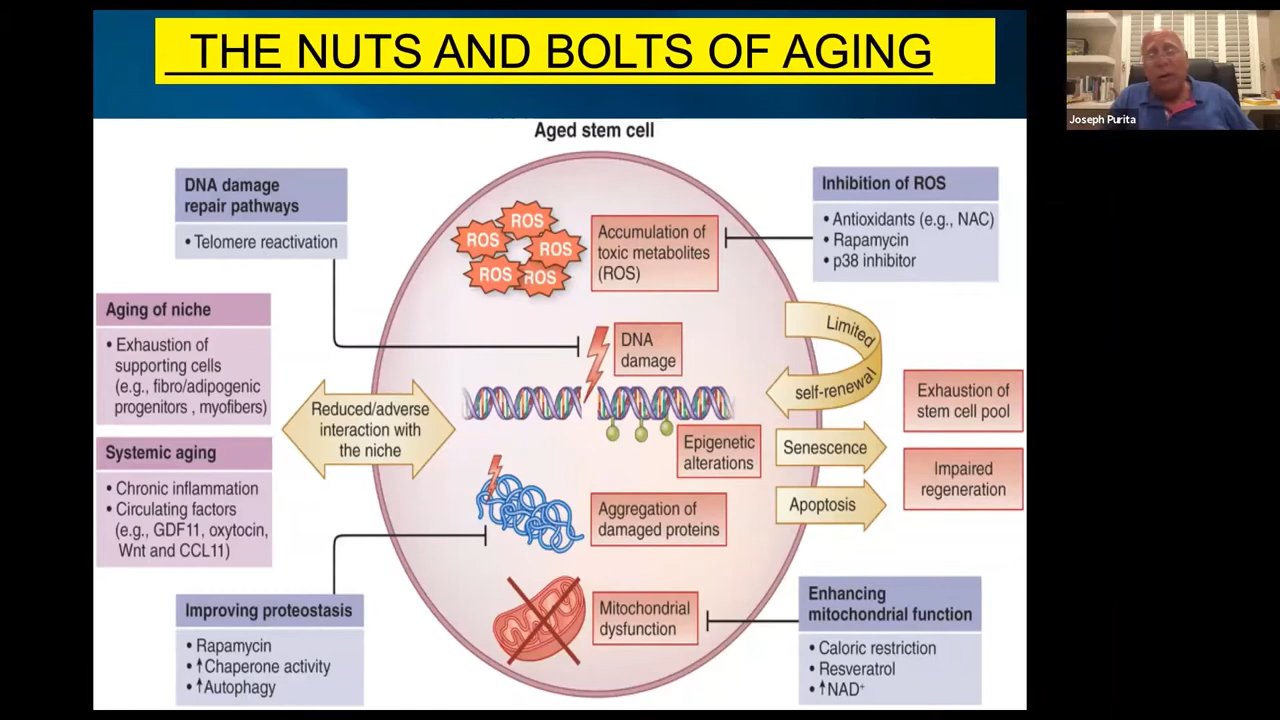 THE NUTS AND BOLTS OF AGING
Joseph Purita
Aged stem cell
DNA damage
repair pathways
• Telomere reactivation
ROS
ROS
ROS
ROS
ROS
Accumulation of
toxic metabolites
(ROS)
Inhibition of ROS
• Antioxidants (e.g., NAC)
• Rapamycin
• p38 inhibitor
Aging of niche
• Exhaustion of
supporting cells
(e.g., fibro/adipogenic
progenitors , myofibers)
DNA
damage
Limited
self-renewal
Reduced/adverse
interaction with
the niche
Exhaustion of
stem cell pool
Epigenetic
alterations
Senescence
Impaired
regeneration
Systemic aging
• Chronic inflammation
• Circulating factors
(e.g., GDF11, oxytocin,
Wnt and CCL11)
Aggregation of
damaged proteins
Apoptosis
Improving proteostasis
• Rapamycin
• ↑Chaperone activity
• ↑Autophagy
Mitochondrial
dysfunction
Enhancing
mitochondrial function
• Caloric restriction
• Resveratrol
• ↑NAD⁺